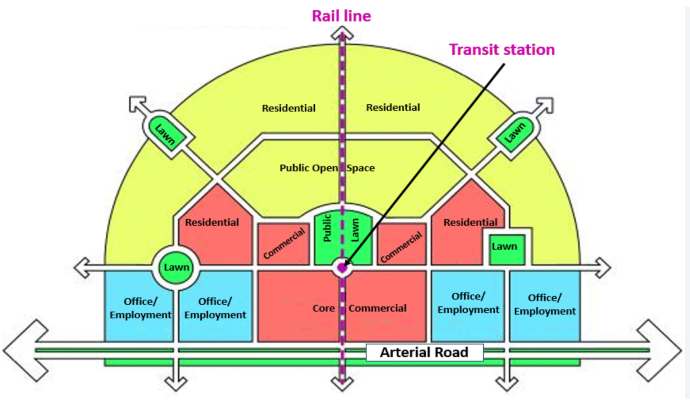 Rail line
Transit station
Residential Residential
Lawn
Lawn
Public Open Space
Residential
Commercial
Public
Lawn
Commercial
Residential
Lawn
Lawn
Office/
Employment
Office/
Employment
Core Commercial
Office/
Employment
Office/
Employment
Arterial Road